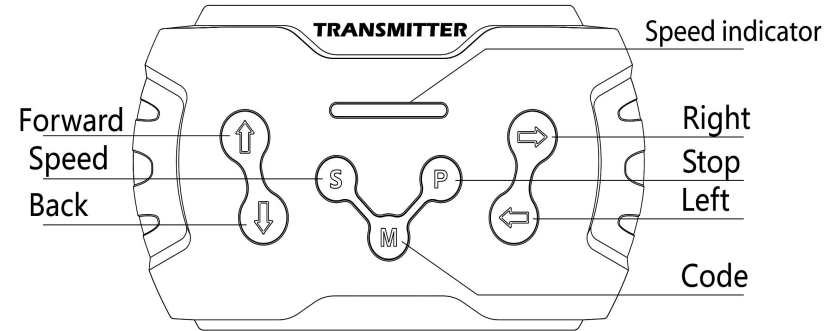 TRANSMITTER
Speed indicator
Forward
Right
Speed
S
P
Stop
Back
Left
M
Code